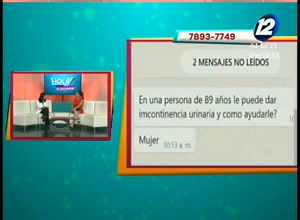 7893-7749
12
2 MENSAJES NO LEÍDOS
HOLA!
En una persona de 89 años le puede dar
imcontinencia urinaria y como ayudarle?
Mujer
10:13 a. m.